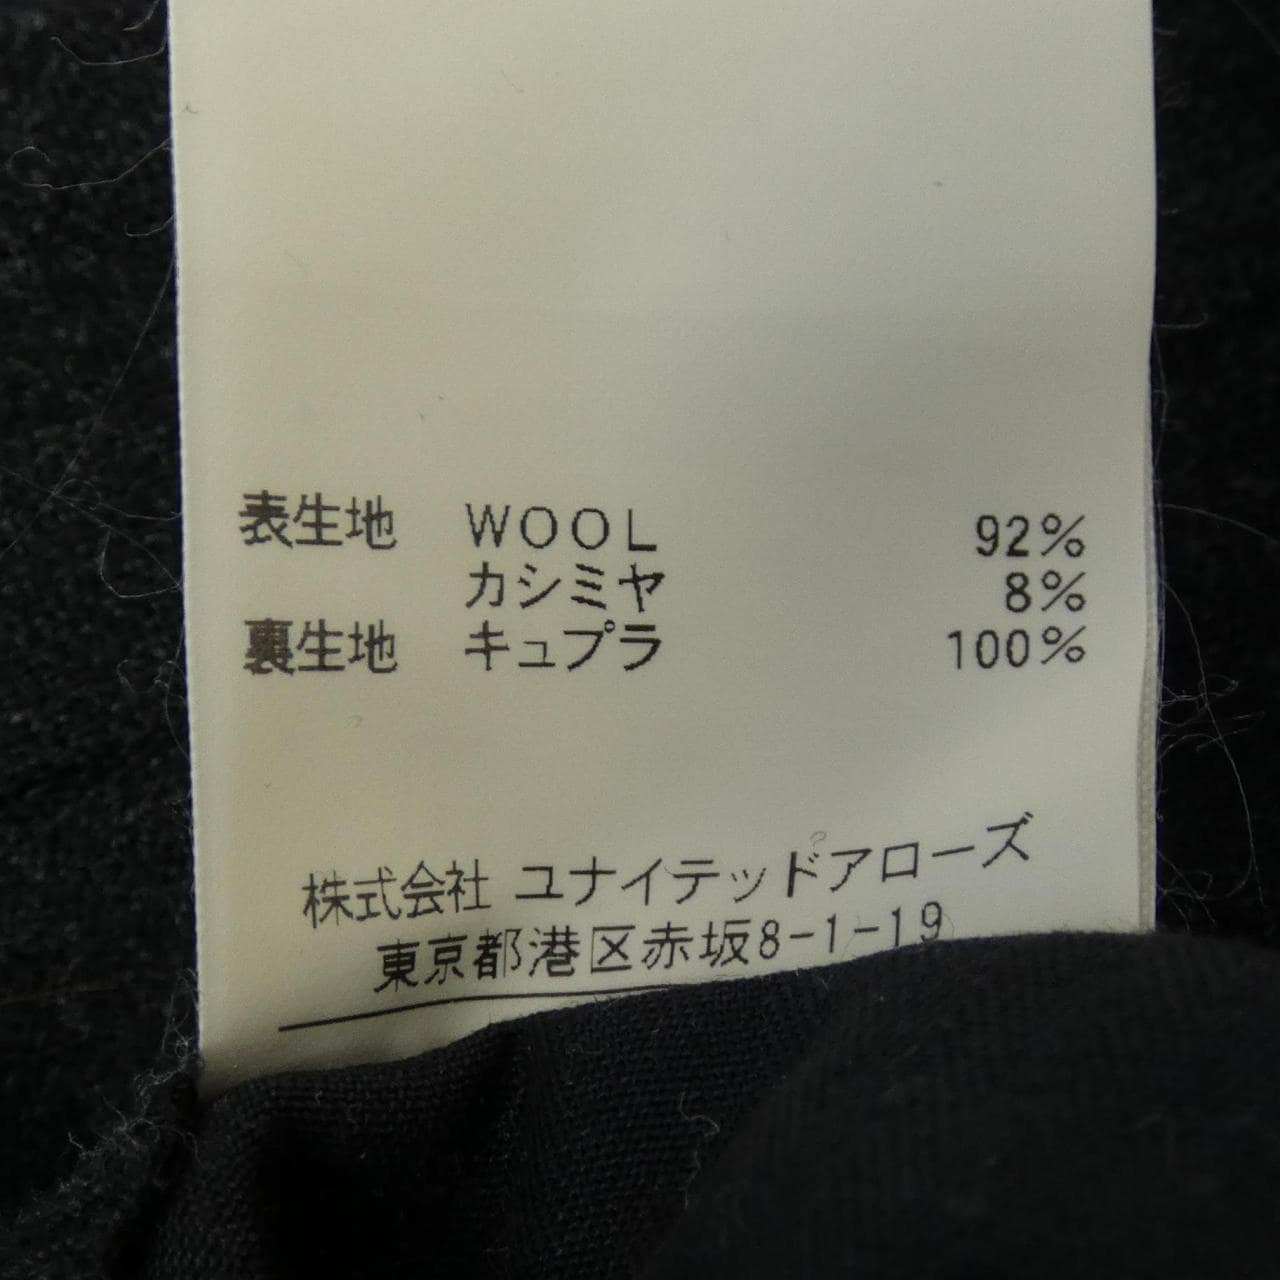 表生地 WOOL 92%
カシミヤ 8%
裏生地 キュプラ 100%
株式会社 ユナイテッドアローズ
東京都港区赤坂8-1-19